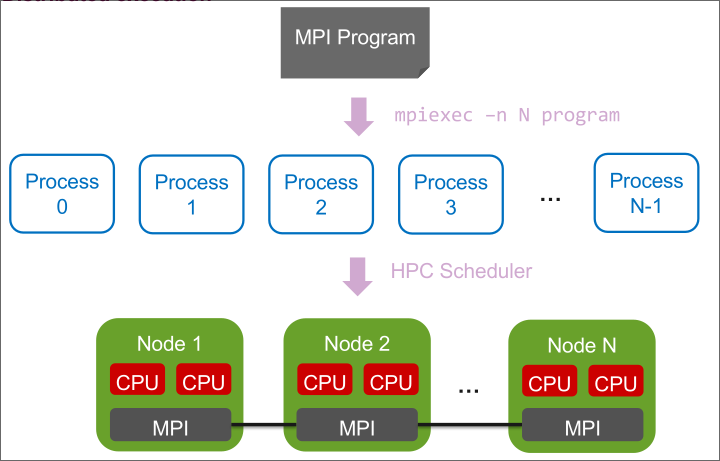 MPI Program
mpiexec –n N program
Process 0
Process 1
Process 2
Process 3
...
Process N-1
HPC Scheduler
Node 1
CPU CPU
MPI
Node 2
CPU CPU
MPI
...
Node N
CPU CPU
MPI